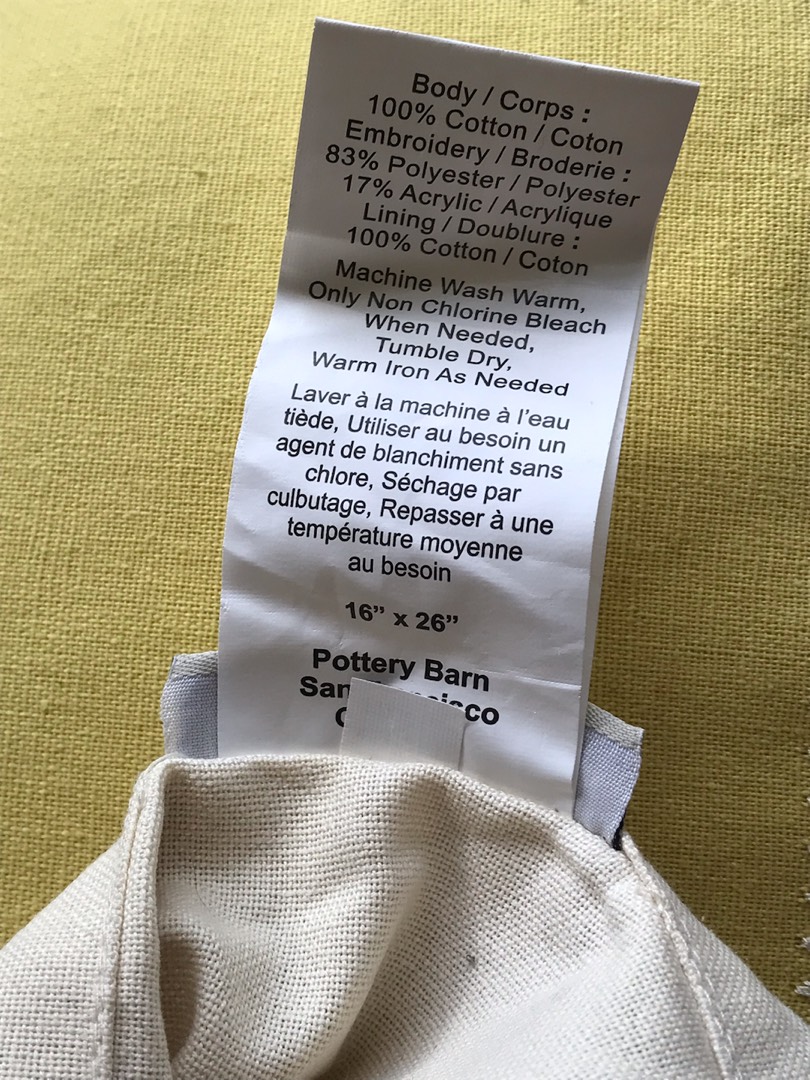 Body / Corps :
100% Cotton / Coton
Embroidery / Broderie :
83% Polyester / Polyester
17% Acrylic / Acrylique
Lining / Doublure :
100% Cotton / Coton
Machine Wash Warm,
Only Non Chlorine Bleach
When Needed,
Tumble Dry,
Warm Iron As Needed
Laver à la machine à l'eau
tiède, Utiliser au besoin un
agent de blanchiment sans
chlore, Séchage par
culbutage, Repasser à une
température moyenne
au besoin
16” x 26”
Pottery Barn
San